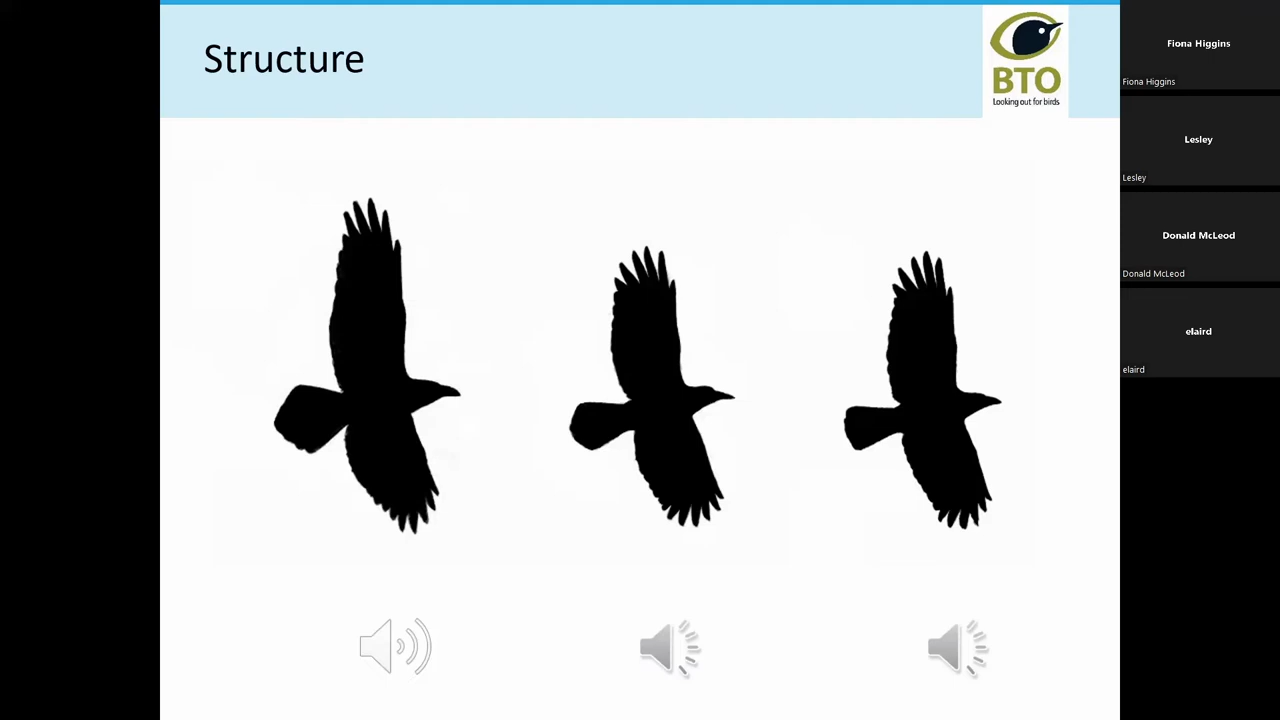 Structure
BTO
Looking out for birds
Fiona Higgins
Fiona Higgins
Lesley
Lesley
Donald McLeod
Donald McLeod
elaird
elaird